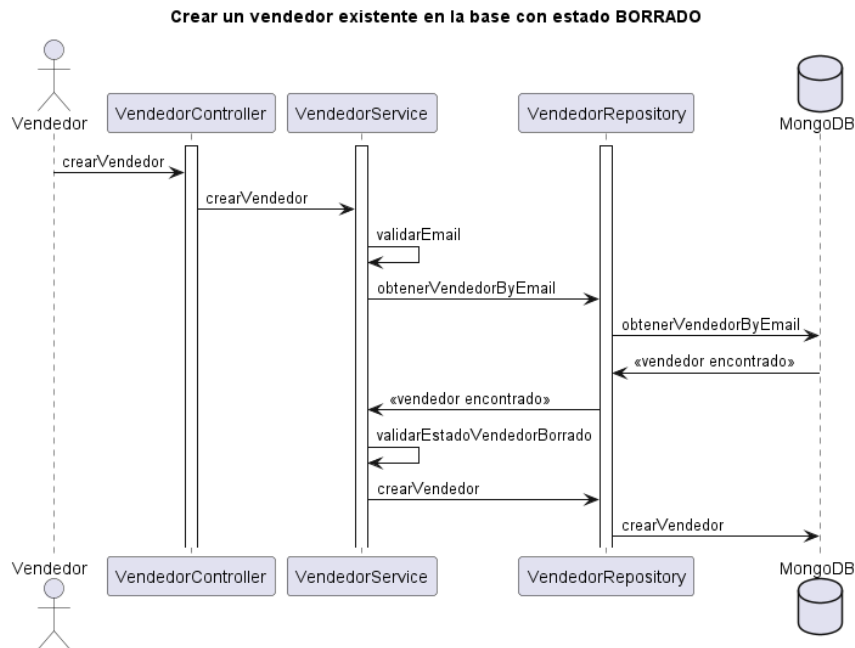 Crear un vendedor existente en la base con estado BORRADO
Vendedor
VendedorController
VendedorService
VendedorRepository
MongoDB
crearVendedor
crearVendedor
validarEmail
obtenerVendedorByEmail
obtenerVendedorByEmail
«vendedor encontrado»
«vendedor encontrado»
validarEstadoVendedorBorrado
crearVendedor
crearVendedor
Vendedor
VendedorController
VendedorService
VendedorRepository
MongoDB